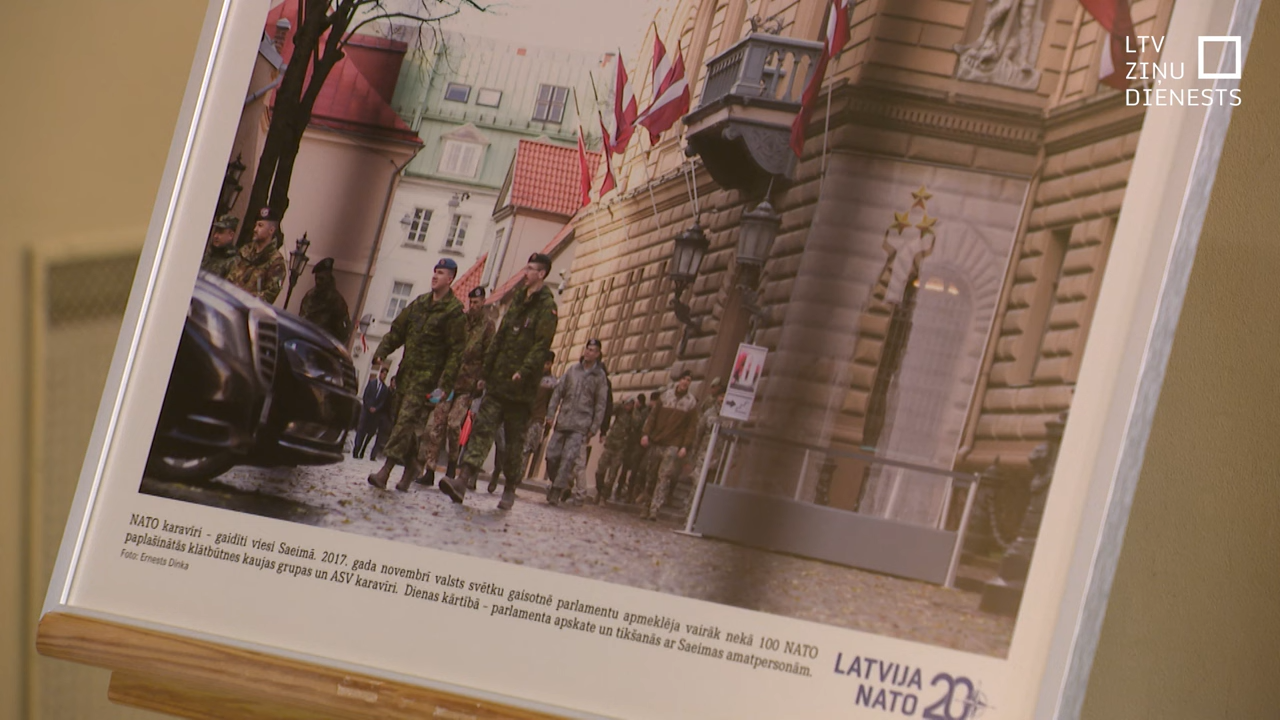 LTV
ZIŅU
DIENESTS
NATO karavīri – gaidīti viesi Saeimā. 2017. gada novembrī valsts svētku gaisotnē parlamentu apmeklēja vairāk nekā 100 NATO
paplašinātās klātbūtnes kaujas grupas un ASV karavīri. Dienas kārtībā – parlamenta apskate un tikšanās ar Saeimas amatpersonām.
Foto: Ernests Dinka
LATVIJA
NATO 20